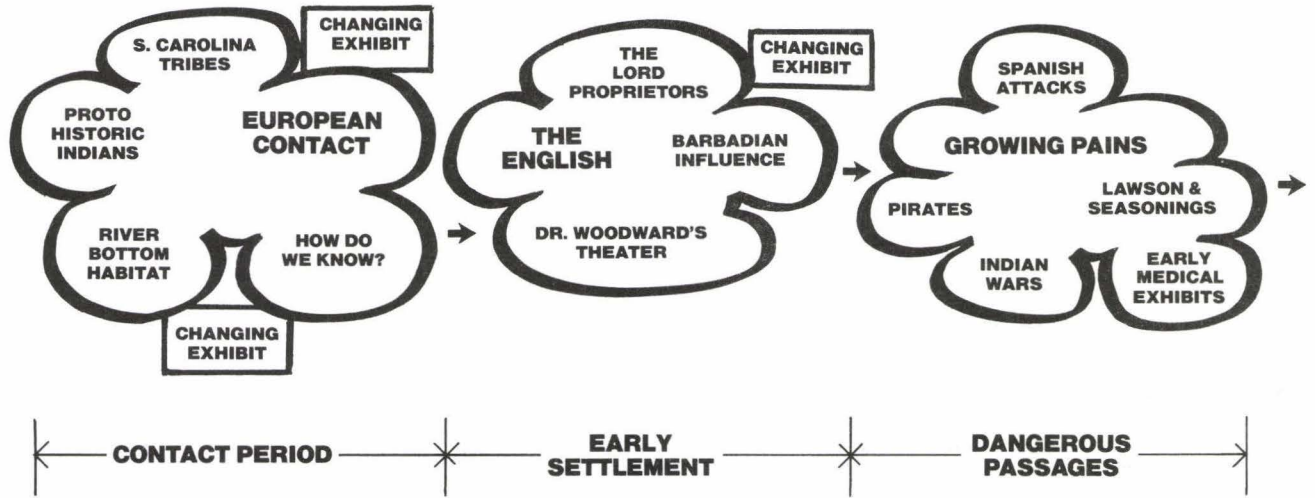 S. CAROLINA
TRIBES
CHANGING
EXHIBIT
PROTO
HISTORIC
INDIANS
EUROPEAN
CONTACT
RIVER
BOTTOM
HABITAT
HOW DO
WE KNOW?
CHANGING
EXHIBIT
THE
LORD
PROPRIETORS
CHANGING
EXHIBIT
THE
ENGLISH
BARBADIAN
INFLUENCE
DR. WOODWARD'S
THEATER
SPANISH
ATTACKS
GROWING PAINS
PIRATES
LAWSON &
SEASONINGS
INDIAN
WARS
EARLY
MEDICAL
EXHIBITS
CONTACT PERIOD
EARLY
SETTLEMENT
DANGEROUS
PASSAGES